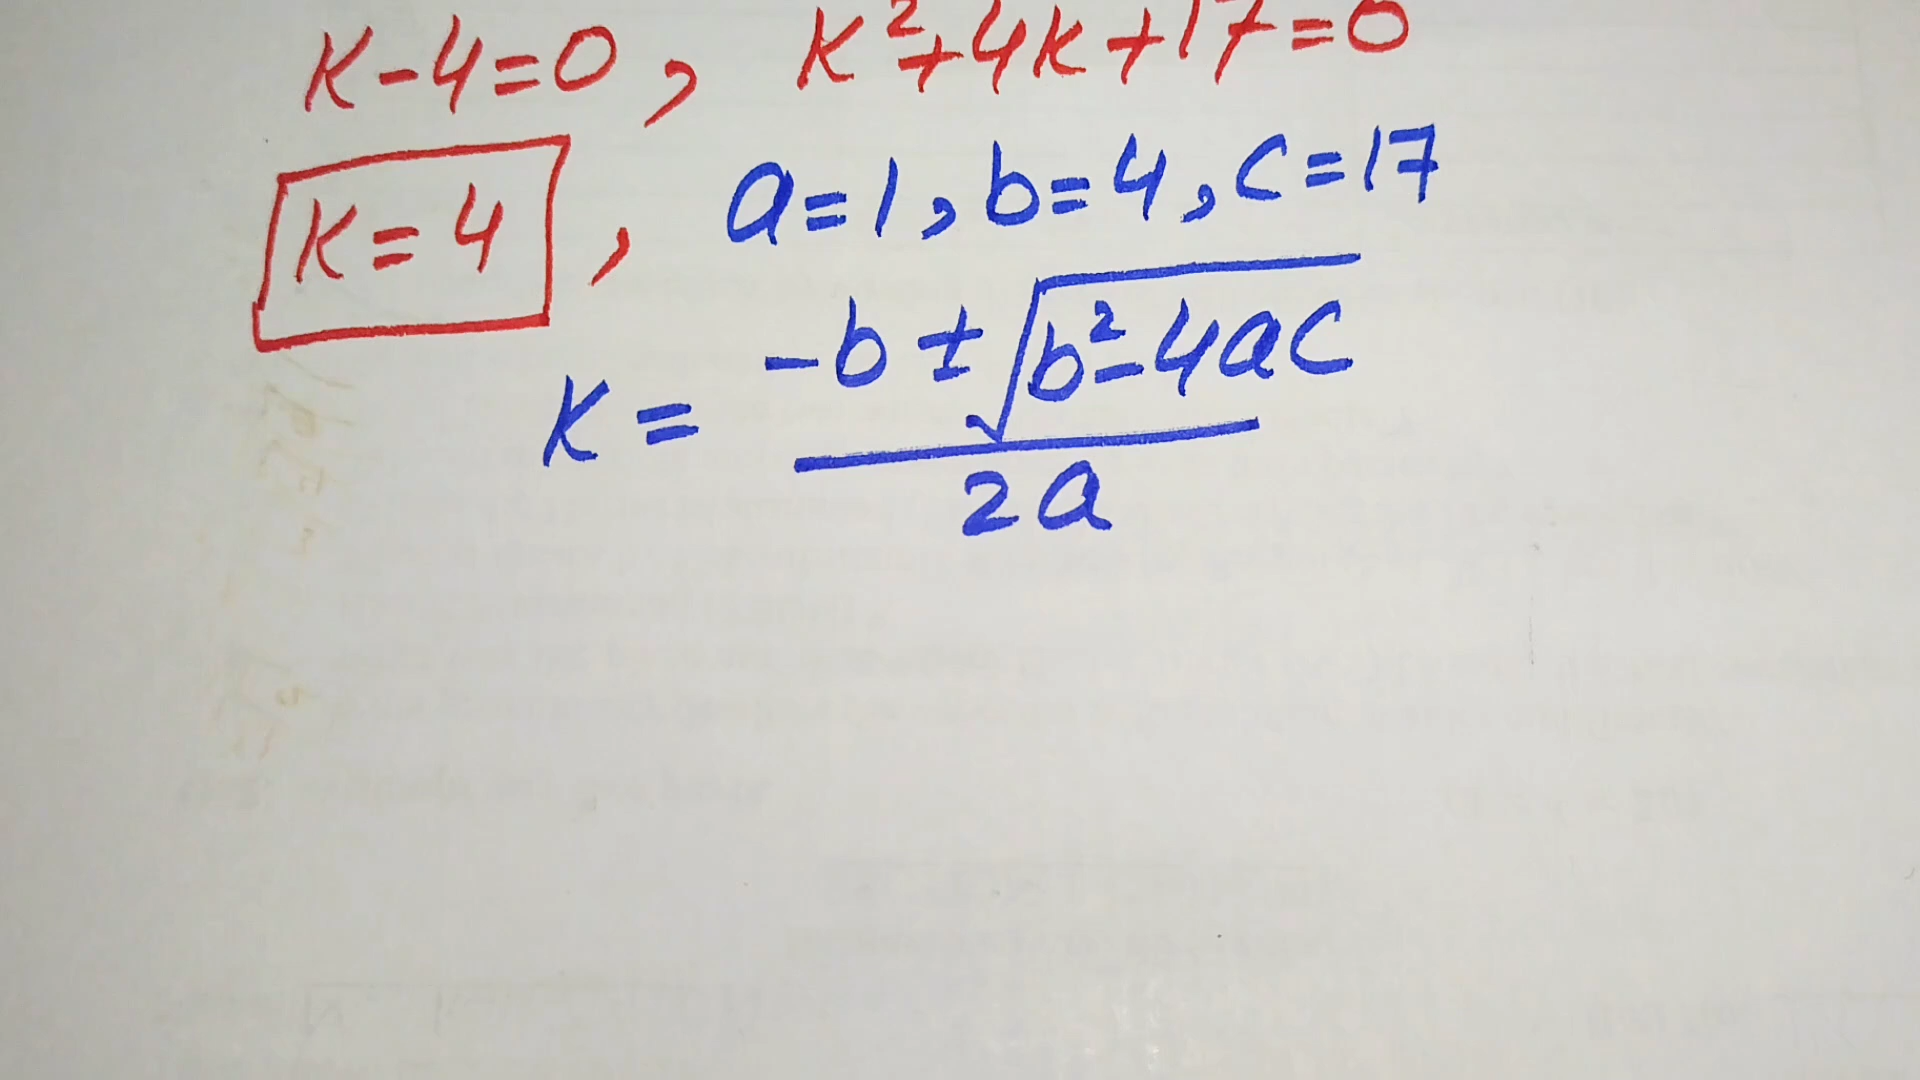 K-4=0, K²+4K+17=0
K=4, a=1, b=4, c=17
K = (-b ± √(b²-4ac)) / 2a